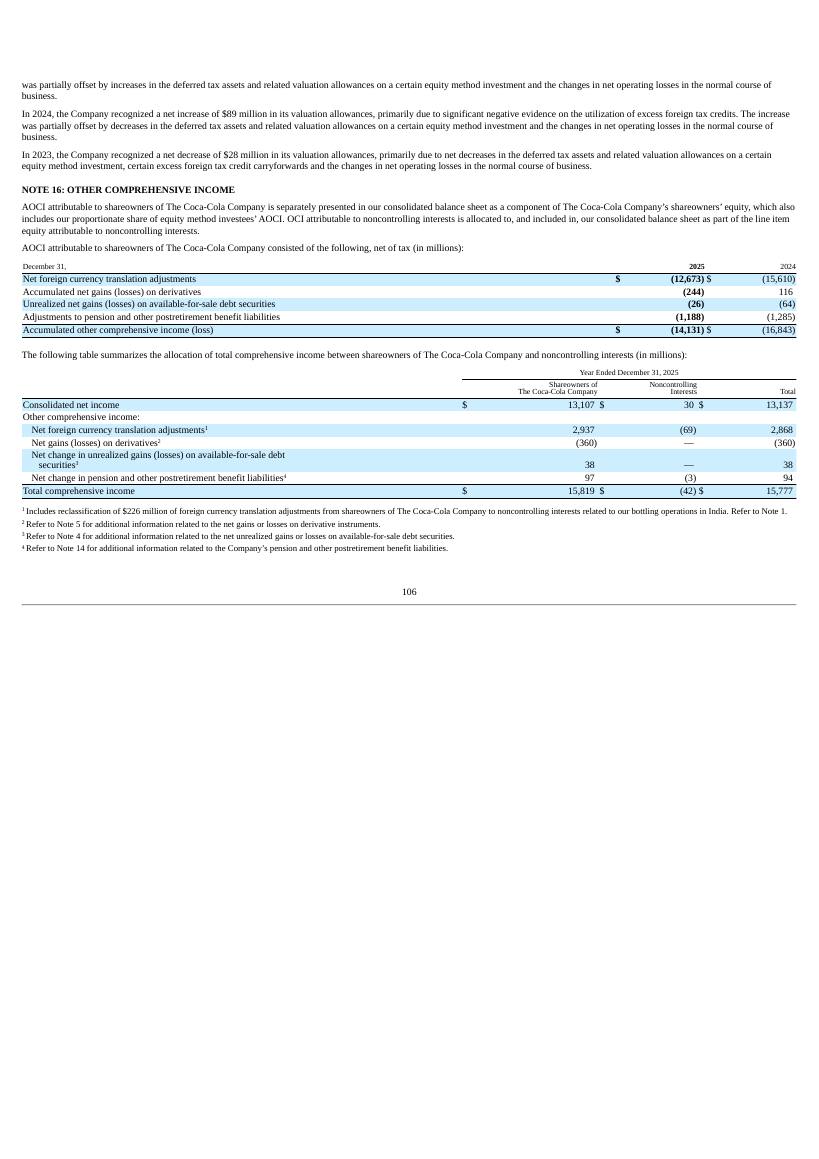 was partially offset by increases in the deferred tax assets and related valuation allowances on a certain equity method investment and the changes in net operating losses in the normal course of
business.
In 2024, the Company recognized a net increase of $89 million in its valuation allowances, primarily due to significant negative evidence on the utilization of excess foreign tax credits. The increase
was partially offset by decreases in the deferred tax assets and related valuation allowances on a certain equity method investment and the changes in net operating losses in the normal course of
business.
In 2023, the Company recognized a net decrease of $28 million in its valuation allowances, primarily due to net decreases in the deferred tax assets and related valuation allowances on a certain
equity method investment, certain excess foreign tax credit carryforwards and the changes in net operating losses in the normal course of business.
NOTE 16: OTHER COMPREHENSIVE INCOME
AOCI attributable to shareowners of The Coca-Cola Company is separately presented in our consolidated balance sheet as a component of The Coca-Cola Company's shareowners' equity, which also
includes our proportionate share of equity method investees' AOCI. OCI attributable to noncontrolling interests is allocated to, and included in, our consolidated balance sheet as part of the line item
equity attributable to noncontrolling interests.
AOCI attributable to shareowners of The Coca-Cola Company consisted of the following, net of tax (in millions):
December 31, 2025 2024
Net foreign currency translation adjustments $ (12,673) $ (15,610)
Accumulated net gains (losses) on derivatives (244) 116
Unrealized net gains (losses) on available-for-sale debt securities (26) (64)
Adjustments to pension and other postretirement benefit liabilities (1,188) (1,285)
Accumulated other comprehensive income (loss) $ (14,131) $ (16,843)
The following table summarizes the allocation of total comprehensive income between shareowners of The Coca-Cola Company and noncontrolling interests (in millions):
Year Ended December 31, 2025
Shareowners of Noncontrolling
The Coca-Cola Company Interests Total
Consolidated net income $ 13,107 $ 30 $ 13,137
Other comprehensive income:
Net foreign currency translation adjustments¹ 2,937 (69) 2,868
Net gains (losses) on derivatives² (360) — (360)
Net change in unrealized gains (losses) on available-for-sale debt
securities³ 38 — 38
Net change in pension and other postretirement benefit liabilities⁴ 97 (3) 94
Total comprehensive income $ 15,819 $ (42) $ 15,777
¹ Includes reclassification of $226 million of foreign currency translation adjustments from shareowners of The Coca-Cola Company to noncontrolling interests related to our bottling operations in India. Refer to Note 1.
² Refer to Note 5 for additional information related to the net gains or losses on derivative instruments.
³ Refer to Note 4 for additional information related to the net unrealized gains or losses on available-for-sale debt securities.
⁴ Refer to Note 14 for additional information related to the Company's pension and other postretirement benefit liabilities.
106